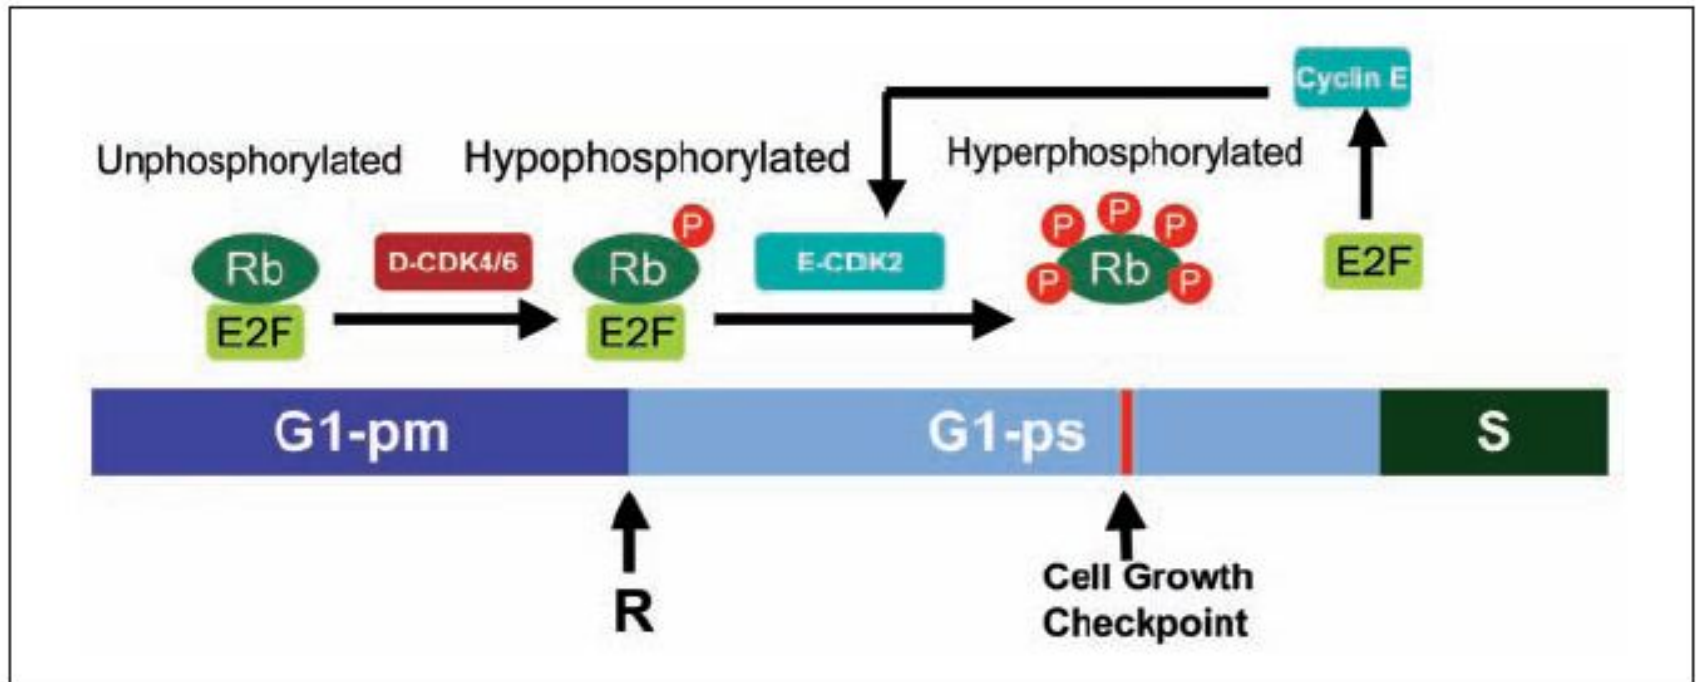 Cyclin E
Unphosphorylated
Hypophosphorylated
Hyperphosphorylated
Rb
E2F
D-CDK4/6
P
Rb
E2F
E-CDK2
P
P
P
P
Rb
P
E2F
G1-pm
G1-ps
S
R
Cell Growth
Checkpoint